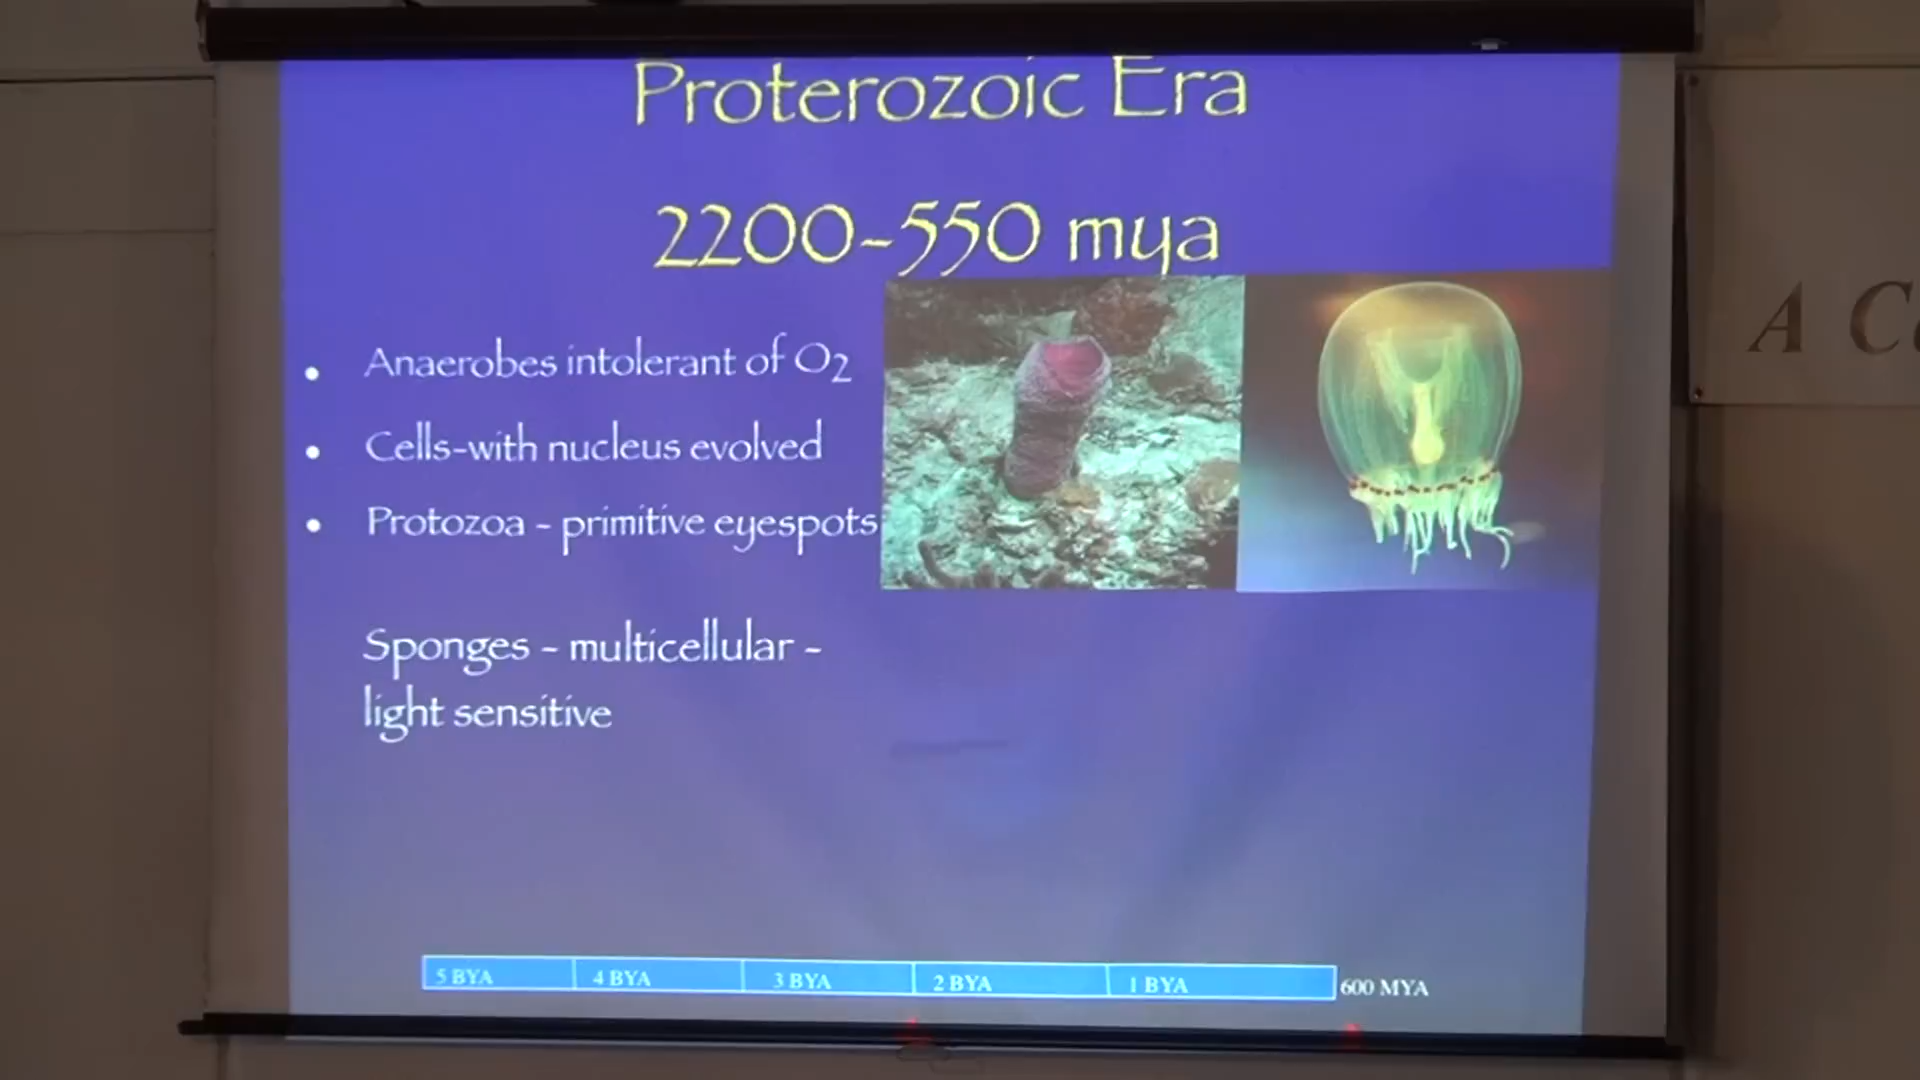 Proterozoic Era
2200-550 mya
• Anaerobes intolerant of O2
• Cells-with nucleus evolved
• Protozoa - primitive eyespots
Sponges - multicellular -
light sensitive
5 BYA 4 BYA 3 BYA 2 BYA 1 BYA 600 MYA
A C